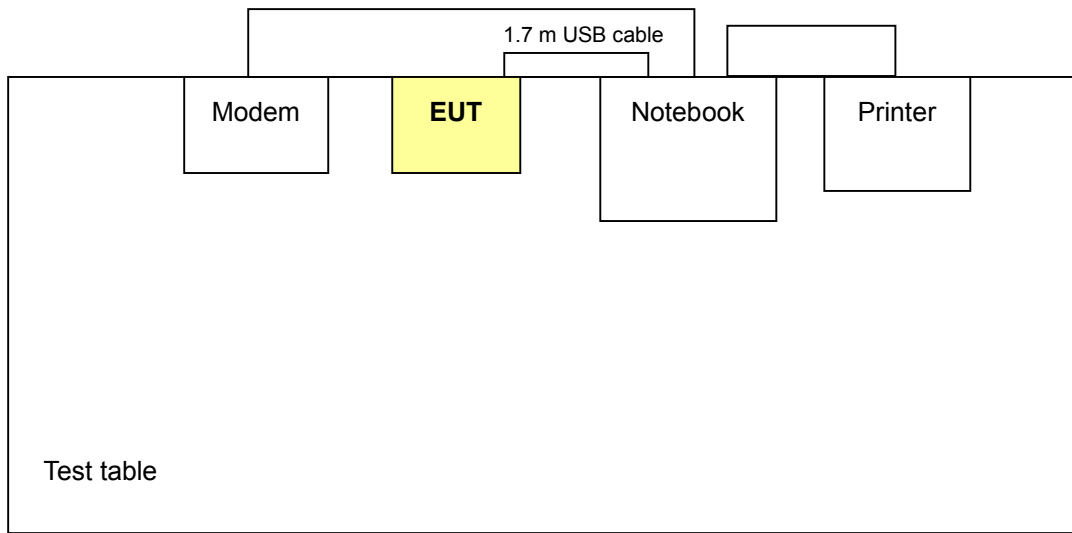 1.7 m USB cable
Modem
EUT
Notebook
Printer
Test table